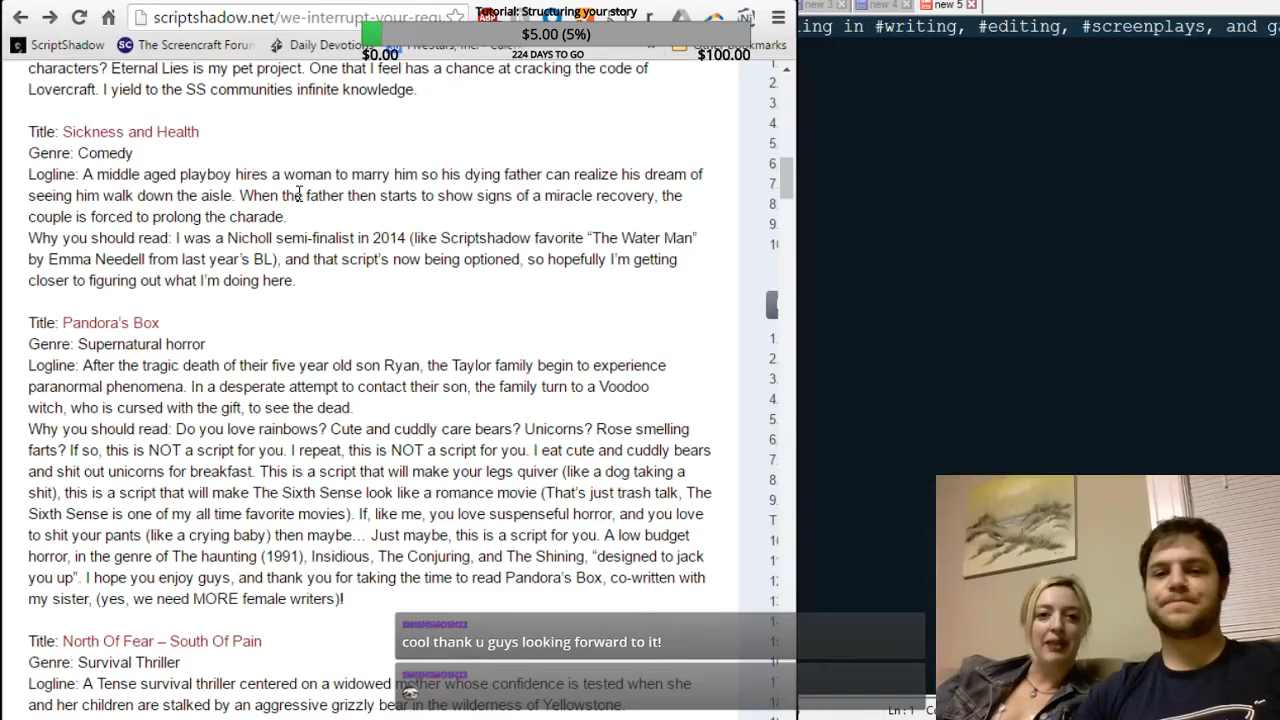 scriptshadow.net/we-interrupt-your-requ
Tutorial: Structuring your story
$5.00 (5%)
$0.00
224 DAYS TO GO
$100.00
ScriptShadow
The Screencraft Foru
Daily Devotio
new 3
new 4
new 5
ing in #writing, #editing, #screenplays, and g
characters? Eternal Lies is my pet project. One that I feel has a chance at cracking the code of
Lovercraft. I yield to the SS communities infinite knowledge.
Title: Sickness and Health
Genre: Comedy
Logline: A middle aged playboy hires a woman to marry him so his dying father can realize his dream of
seeing him walk down the aisle. When the father then starts to show signs of a miracle recovery, the
couple is forced to prolong the charade.
Why you should read: I was a Nicholl semi-finalist in 2014 (like Scriptshadow favorite “The Water Man”
by Emma Needell from last year’s BL), and that script’s now being optioned, so hopefully I’m getting
closer to figuring out what I’m doing here.
Title: Pandora’s Box
Genre: Supernatural horror
Logline: After the tragic death of their five year old son Ryan, the Taylor family begin to experience
paranormal phenomena. In a desperate attempt to contact their son, the family turn to a Voodoo
witch, who is cursed with the gift, to see the dead.
Why you should read: Do you love rainbows? Cute and cuddly care bears? Unicorns? Rose smelling
farts? If so, this is NOT a script for you. I repeat, this is NOT a script for you. I eat cute and cuddly bears
and shit out unicorns for breakfast. This is a script that will make your legs quiver (like a dog taking a
shit), this is a script that will make The Sixth Sense look like a romance movie (That’s just trash talk, The
Sixth Sense is one of my all time favorite movies). If, like me, you love suspenseful horror, and you love
to shit your pants (like a crying baby) then maybe… Just maybe, this is a script for you. A low budget
horror, in the genre of The haunting (1991), Insidious, The Conjuring, and The Shining, “designed to jack
you up”. I hope you enjoy guys, and thank you for taking the time to read Pandora’s Box, co-written with
my sister, (yes, we need MORE female writers)!
Title: North Of Fear – South Of Pain
Genre: Survival Thriller
Logline: A Tense survival thriller centered on a widowed mother whose confidence is tested when she
and her children are stalked by an aggressive grizzly bear in the wilderness of Yellowstone.
SMISHSMOSH22
cool thank u guys looking forward to it!
SMISHSMOSH22
Ln:1